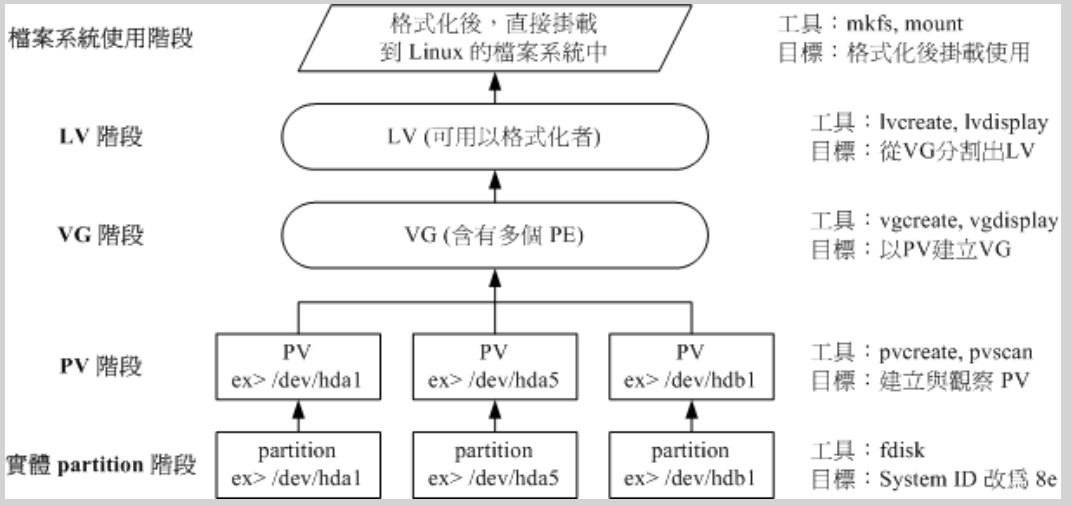 檔案系統使用階段
格式化後，直接掛載
到 Linux 的檔案系統中
工具：mkfs, mount
目標：格式化後掛載使用
LV 階段
LV (可用以格式化者)
工具：lvcreate, lvdisplay
目標：從VG分割出LV
VG 階段
VG (含有多個 PE)
工具：vgcreate, vgdisplay
目標：以PV建立VG
PV 階段
PV
ex> /dev/hda1
PV
ex> /dev/hda5
PV
ex> /dev/hdb1
工具：pvcreate, pvscan
目標：建立與觀察 PV
實體 partition 階段
partition
ex> /dev/hda1
partition
ex> /dev/hda5
partition
ex> /dev/hdb1
工具：fdisk
目標：System ID 改為 8e